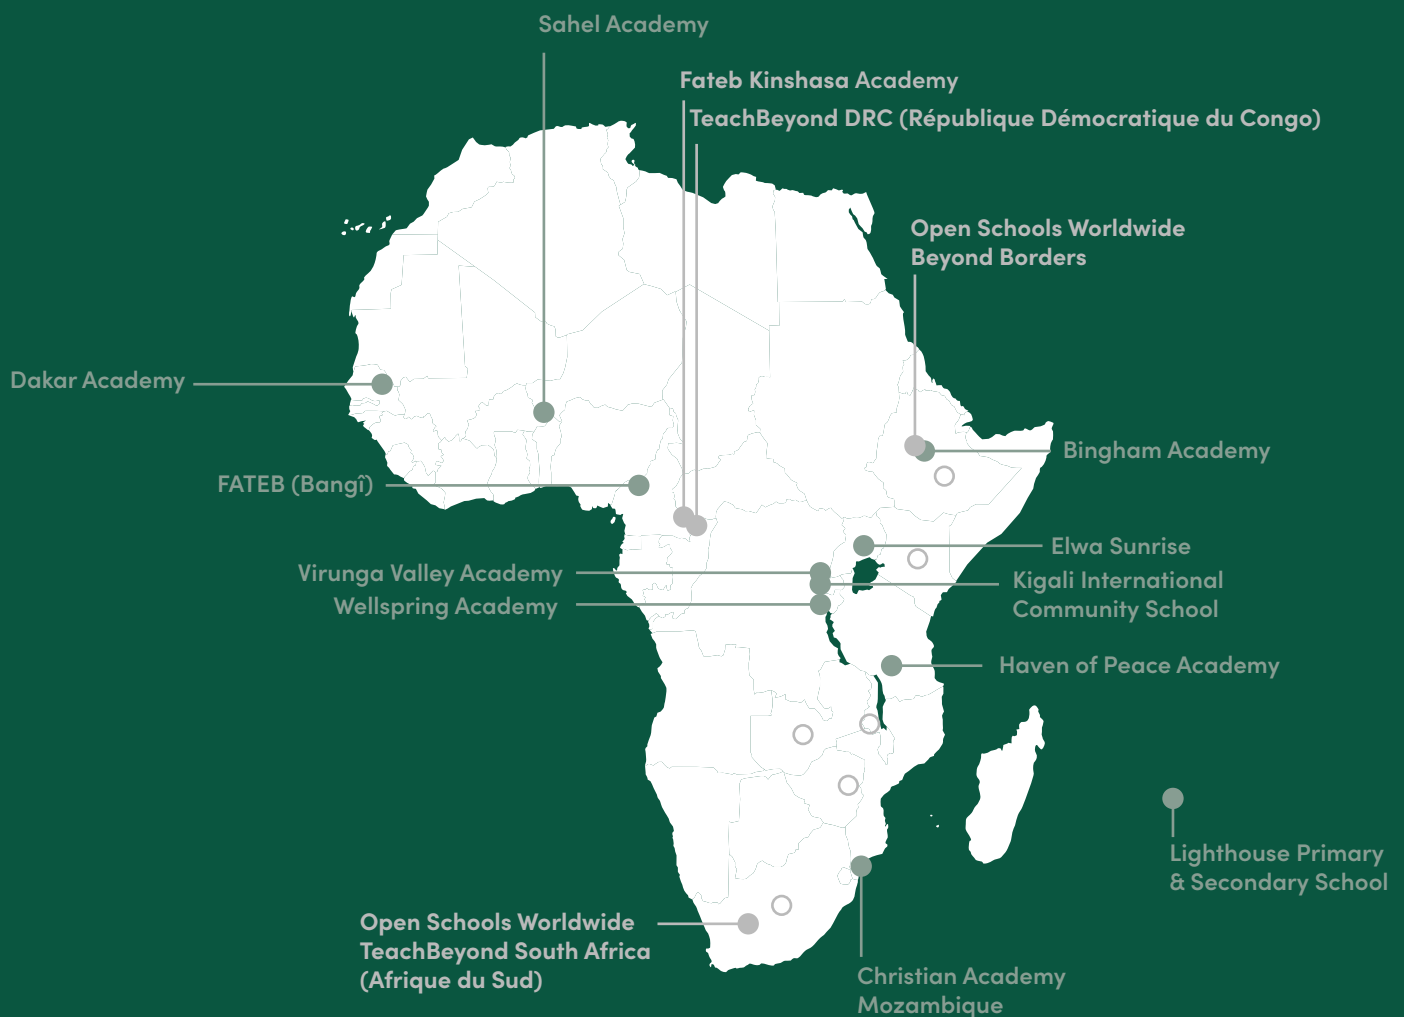 Sahel Academy
Fateb Kinshasa Academy
TeachBeyond DRC (République Démocratique du Congo)
Open Schools Worldwide
Beyond Borders
Dakar Academy
Bingham Academy
FATEB (Bangî)
Elwa Sunrise
Virunga Valley Academy
Kigali International
Community School
Wellspring Academy
Haven of Peace Academy
Lighthouse Primary
& Secondary School
Open Schools Worldwide
TeachBeyond South Africa
(Afrique du Sud)
Christian Academy
Mozambique